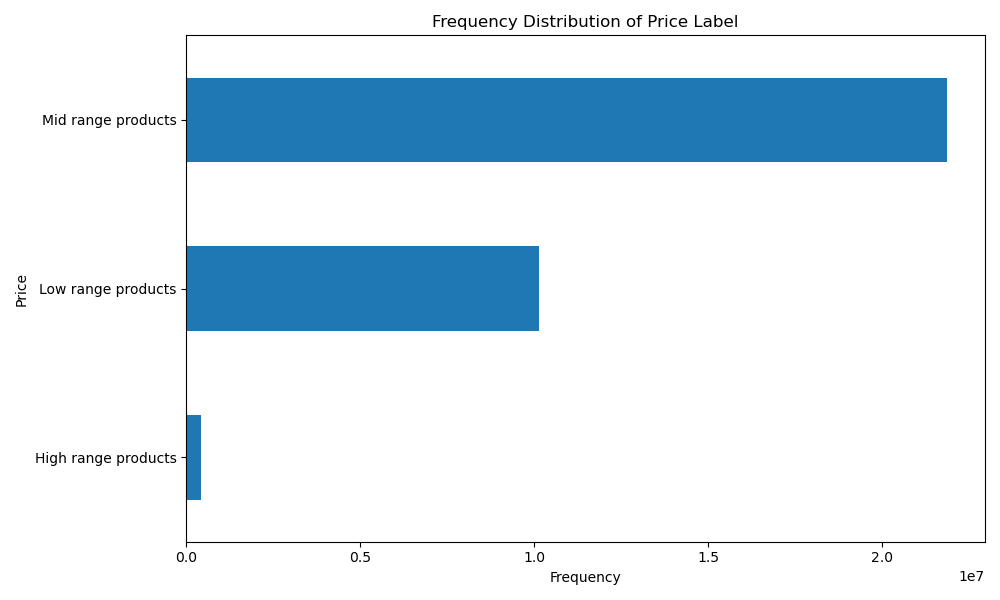 Frequency Distribution of Price Label
Mid range products
Low range products
High range products
Price
0.0 0.5 1.0 1.5 2.0
1e7
Frequency